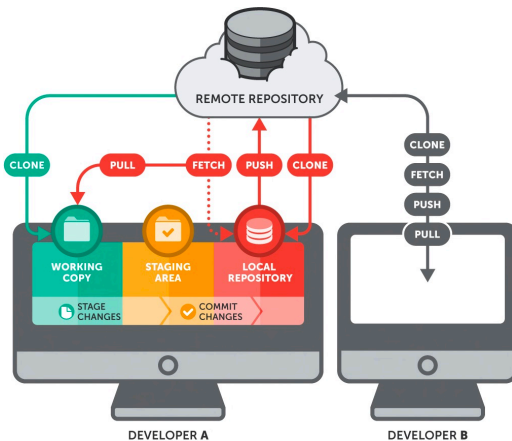 REMOTE REPOSITORY
CLONE
PULL
FETCH
PUSH
CLONE
CLONE
FETCH
PUSH
PULL
WORKING
COPY
STAGING
AREA
LOCAL
REPOSITORY
STAGE
CHANGES
COMMIT
CHANGES
DEVELOPER A
DEVELOPER B